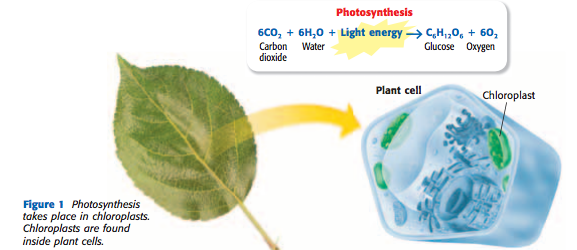 Photosynthesis
6CO₂ + 6H₂O + Light energy → C₆H₁₂O₆ + 6O₂
Carbon dioxide Water Glucose Oxygen
Plant cell
Chloroplast
Figure 1 Photosynthesis
takes place in chloroplasts.
Chloroplasts are found
inside plant cells.